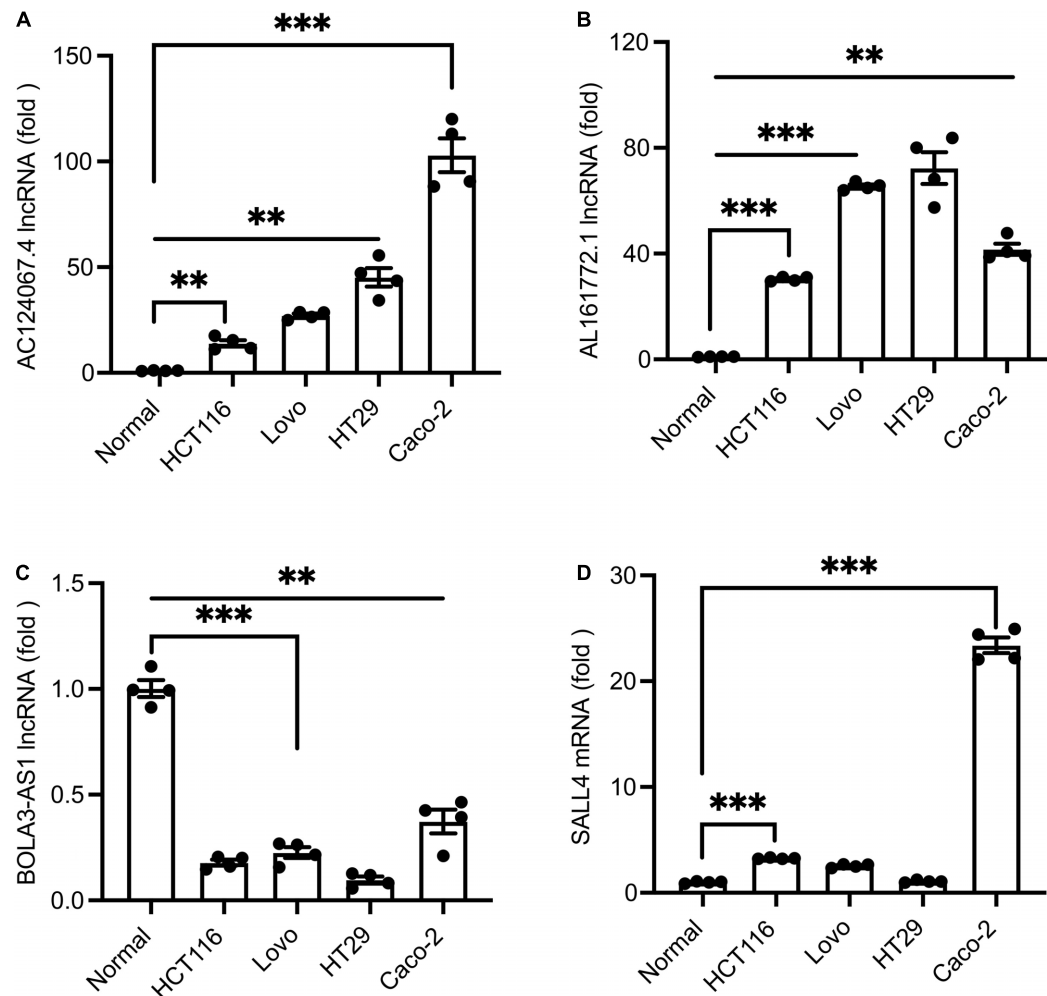 A
AC124067.4 lncRNA (fold )
150
100
50
0
***
**
**
Normal
HCT116
Lovo
HT29
Caco-2
B
AL161772.1 lncRNA (fold)
120
80
40
0
**
***
***
Normal
HCT116
Lovo
HT29
Caco-2
C
BOLA3-AS1 lncRNA (fold )
1.5
1.0
0.5
0.0
**
***
Normal
HCT116
Lovo
HT29
Caco-2
D
SALL4 mRNA (fold )
30
20
10
0
***
***
Normal
HCT116
Lovo
HT29
Caco-2